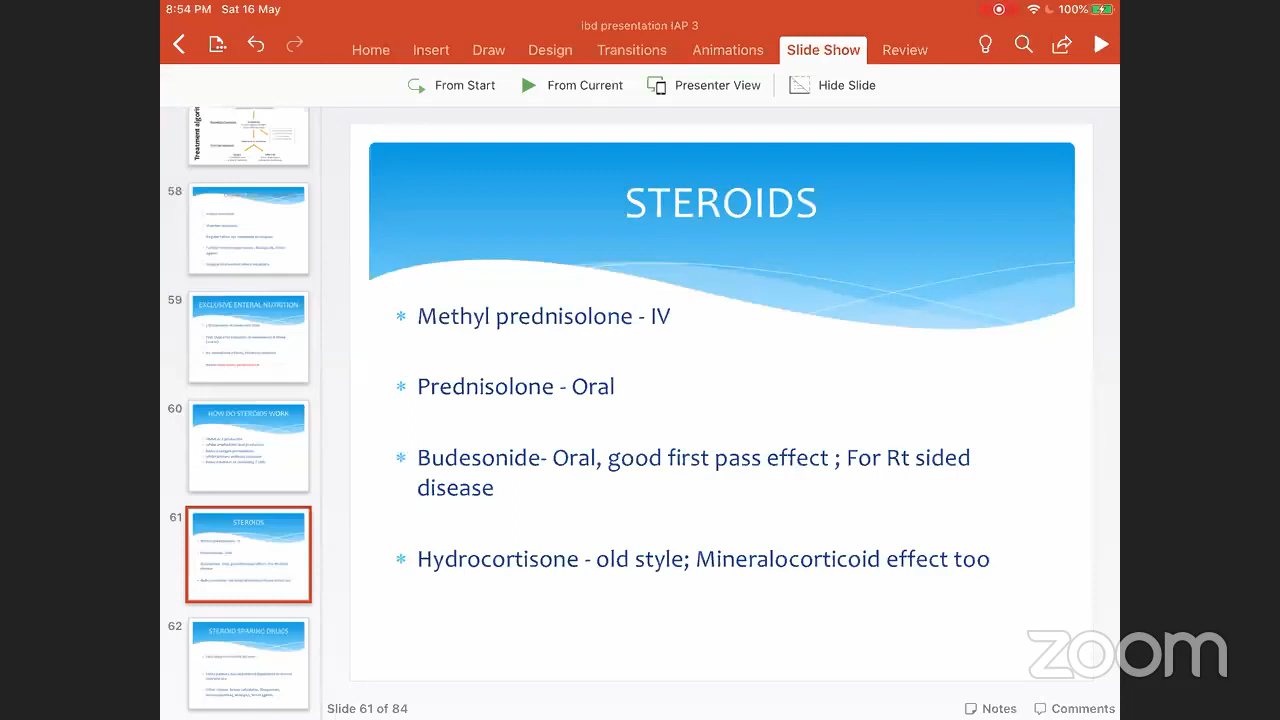 8:54 PM Sat 16 May
100%
ibd presentation IAP 3
Home Insert Draw Design Transitions Animations Slide Show Review
From Start From Current Presenter View Hide Slide
Treatment algori
58
59
EXCLUSIVE ENTERAL NUTRITION
60
HOW DO STEROIDS WORK
61
STEROIDS
62
STEROID SPARING DRUGS
STEROIDS
* Methyl prednisolone - IV
* Prednisolone - Oral
* Budesonide- Oral, good first pass effect ; For Rt sided
disease
* Hydrocortisone - old style; Mineralocorticoid effect too
zoom
Slide 61 of 84
Notes Comments